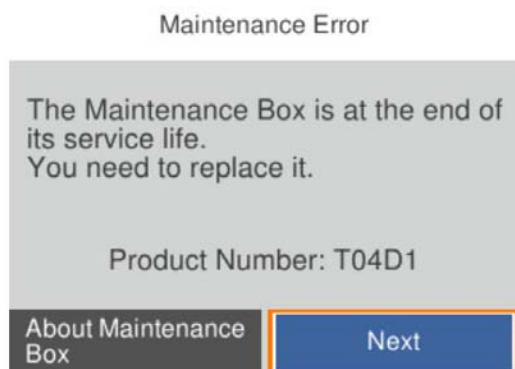 Maintenance Error
The Maintenance Box is at the end of
its service life.
You need to replace it.
Product Number: T04D1
About Maintenance
Box
Next